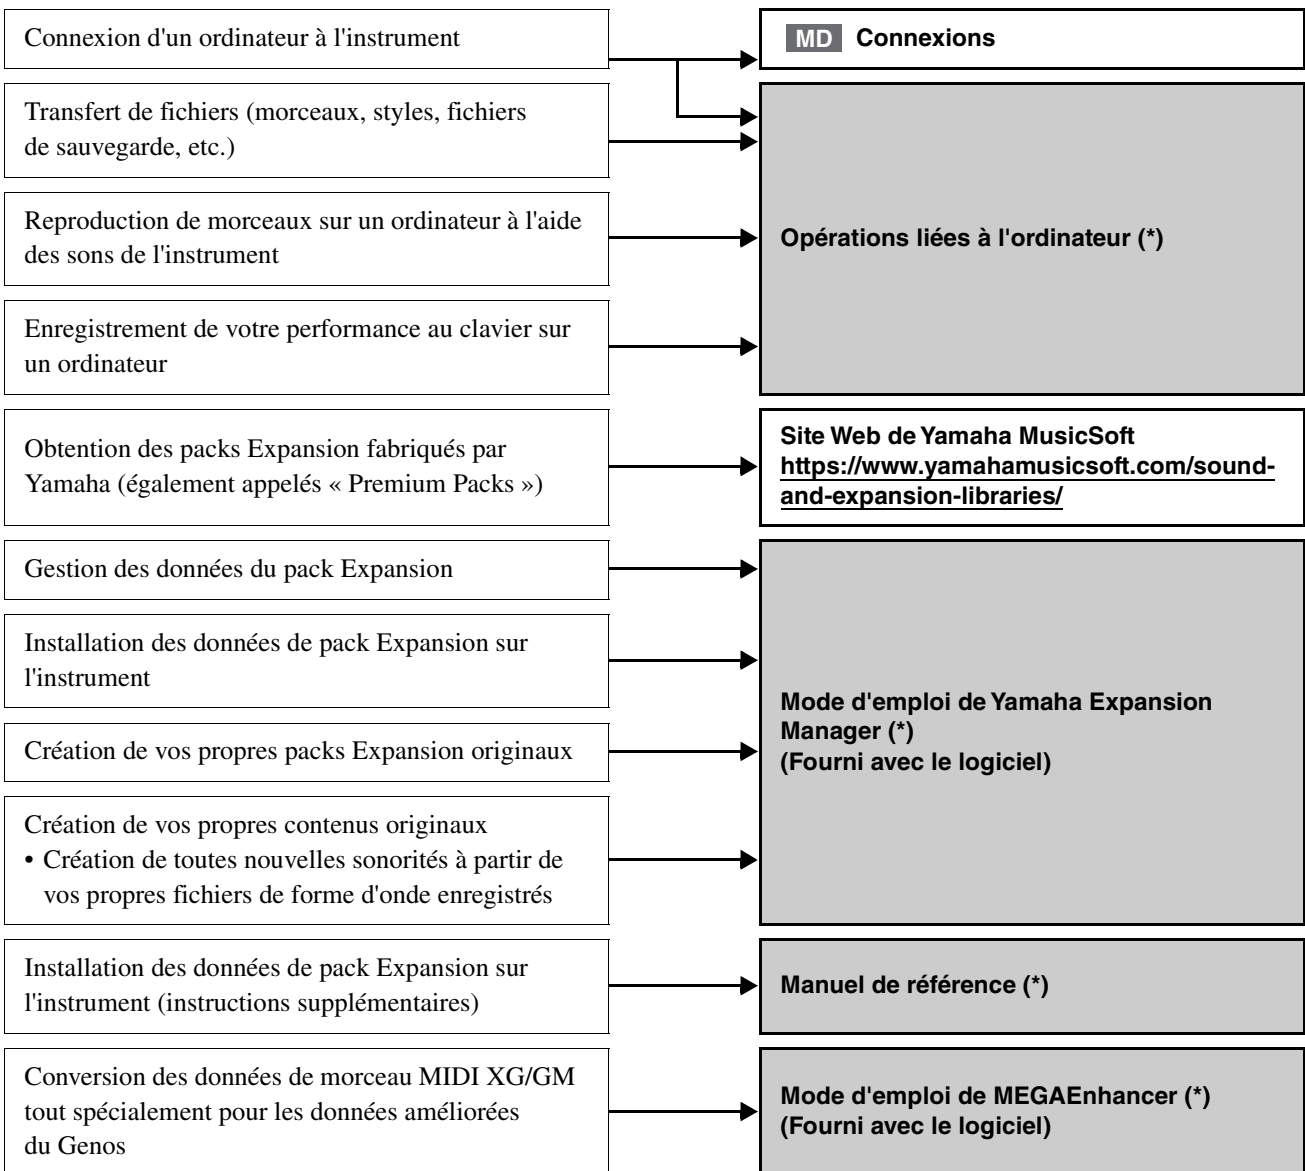 Connexion d'un ordinateur à l'instrument
MD Connexions
Transfert de fichiers (morceaux, styles, fichiers
de sauvegarde, etc.)
Reproduction de morceaux sur un ordinateur à l'aide
des sons de l'instrument
Enregistrement de votre performance au clavier sur
un ordinateur
Opérations liées à l'ordinateur (*)
Obtention des packs Expansion fabriqués par
Yamaha (également appelés « Premium Packs »)
Site Web de Yamaha MusicSoft
https://www.yamahamusicsoft.com/sound-
and-expansion-libraries/
Gestion des données du pack Expansion
Installation des données de pack Expansion sur
l'instrument
Création de vos propres packs Expansion originaux
Création de vos propres contenus originaux
• Création de toutes nouvelles sonorités à partir de
vos propres fichiers de forme d'onde enregistrés
Mode d'emploi de Yamaha Expansion
Manager (*)
(Fourni avec le logiciel)
Installation des données de pack Expansion sur
l'instrument (instructions supplémentaires)
Manuel de référence (*)
Conversion des données de morceau MIDI XG/GM
tout spécialement pour les données améliorées
du Genos
Mode d'emploi de MEGAEnhancer (*)
(Fourni avec le logiciel)